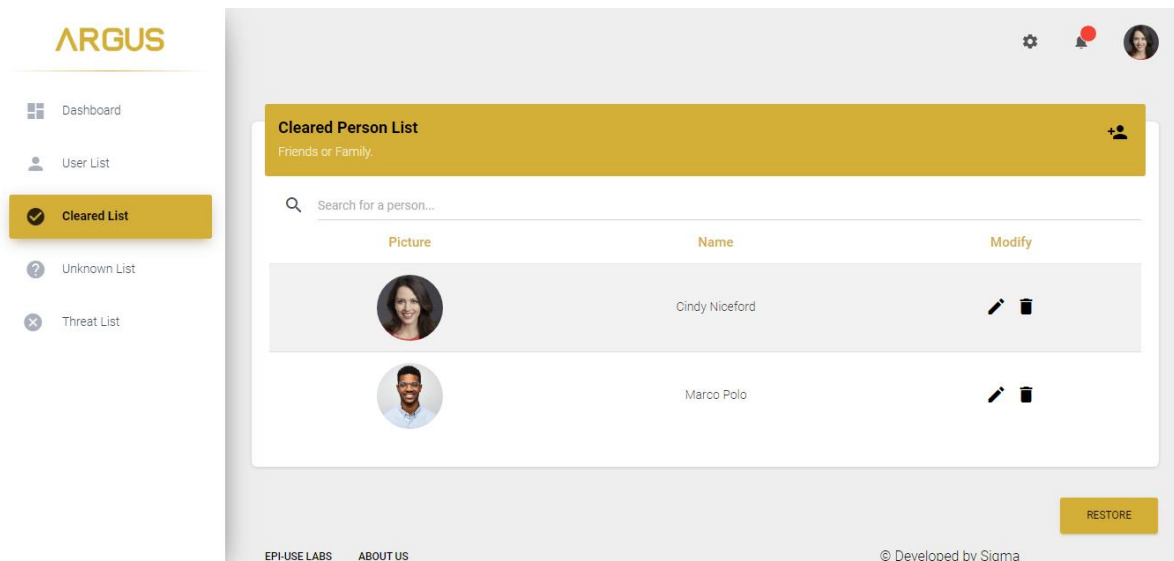 ARGUS
Dashboard
User List
Cleared List
Unknown List
Threat List
Cleared Person List
Friends or Family.
Search for a person...
Picture Name Modify
Cindy Niceford
Marco Polo
RESTORE
EPI-USE LABS ABOUT US © Developed by Sigma